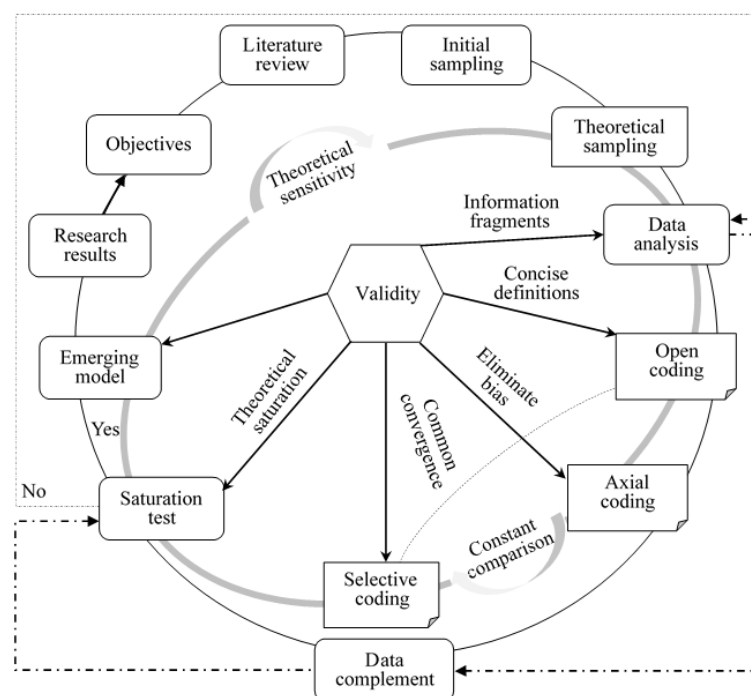 Literature
review
Initial
sampling
Objectives
Theoretical
sampling
Theoretical
sensitivity
Research
results
Information
fragments
Data
analysis
Validity
Concise
definitions
Emerging
model
Open
coding
Theoretical
saturation
Eliminate
bias
Common
convergence
Yes
No
Saturation
test
Axial
coding
Constant
comparison
Selective
coding
Data
complement